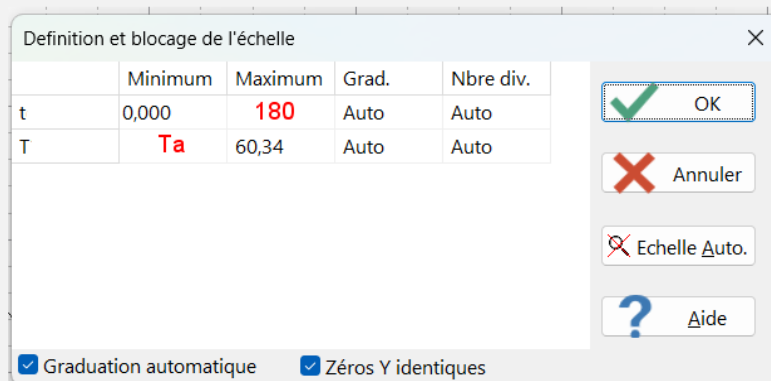 Definition et blocage de l'échelle
Minimum Maximum Grad. Nbre div.
t 0,000 180 Auto Auto
T Ta 60,34 Auto Auto
OK
Annuler
Echelle Auto.
Aide
Graduation automatique Zéros Y identiques